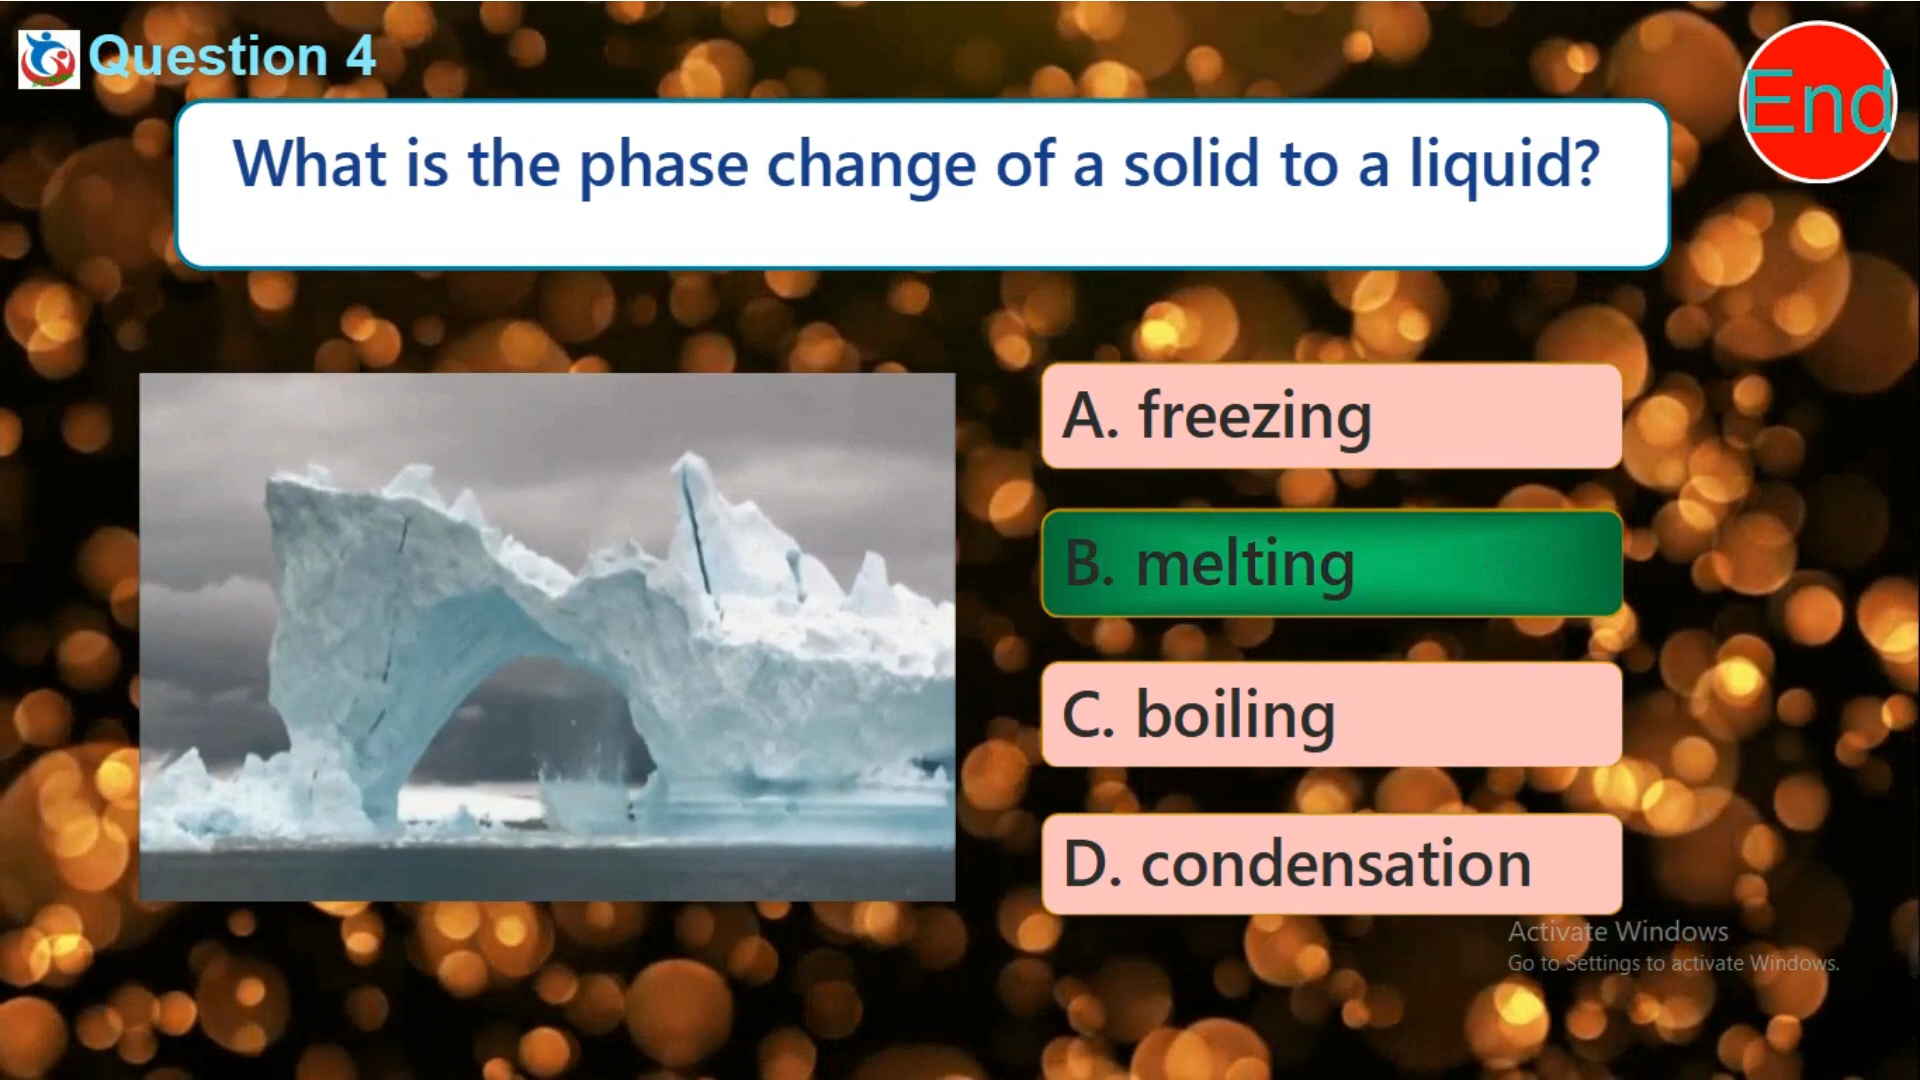 Question 4
End
What is the phase change of a solid to a liquid?
A. freezing
B. melting
C. boiling
D. condensation
Activate Windows
Go to Settings to activate Windows.